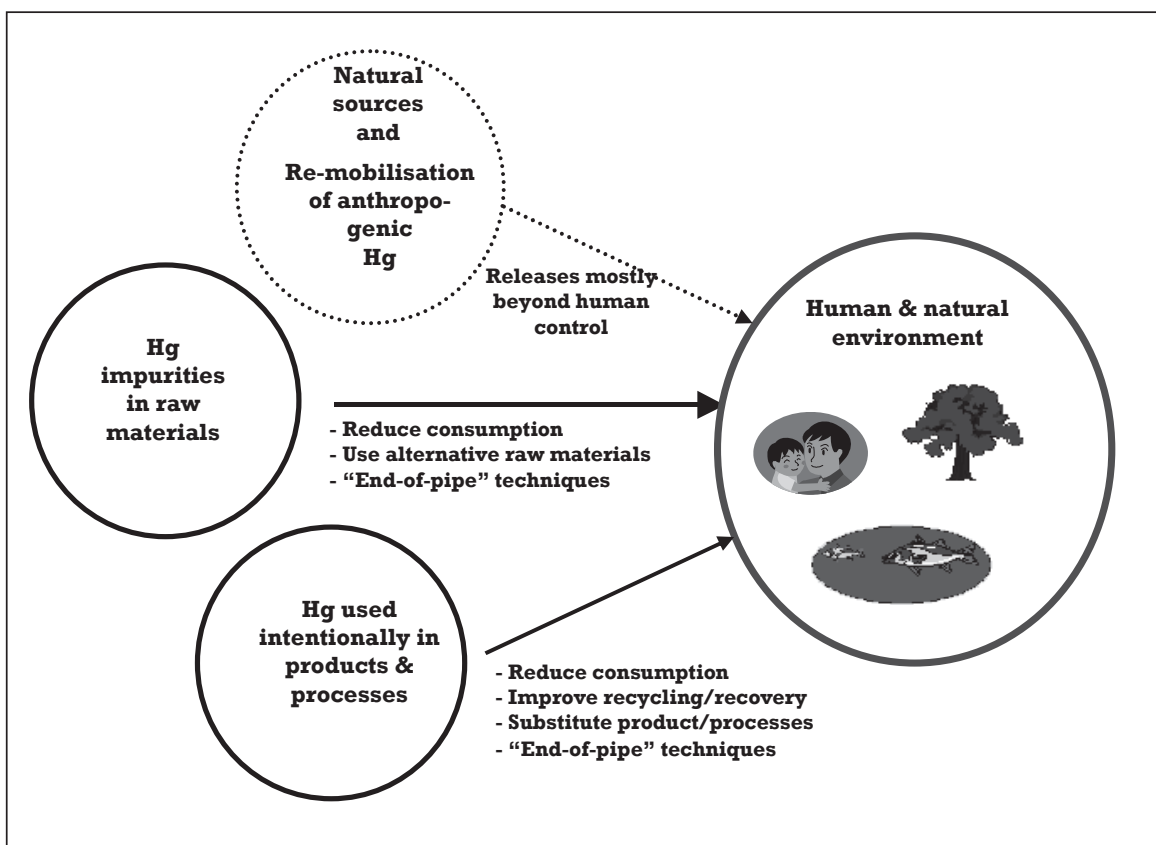 Natural
sources
and
Re-mobilisation
of anthropo-
genic
Hg
Releases mostly
beyond human
control
Human & natural
environment
Hg
impurities
in raw
materials
- Reduce consumption
- Use alternative raw materials
- “End-of-pipe” techniques
Hg used
intentionally in
products &
processes
- Reduce consumption
- Improve recycling/recovery
- Substitute product/processes
- “End-of-pipe” techniques